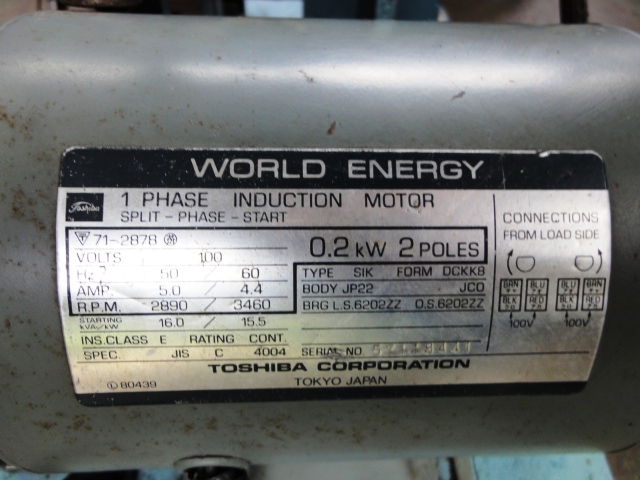 WORLD ENERGY
Toshiba
1 PHASE INDUCTION MOTOR
SPLIT - PHASE - START
71-2878
VOLTS 100
HZ 50 / 60
AMP. 5.0 / 4.4
R.P.M. 2890 / 3460
STARTING kVA/kW 16.0 / 15.5
INS.CLASS E RATING CONT.
SPEC. JIS C 4004
0.2 kW 2 POLES
TYPE SIK FORM DCKK8
BODY JP22 JCO
BRG L.S.6202ZZ O.S.6202ZZ
SERIAL NO.
TOSHIBA CORPORATION
TOKYO JAPAN
80439
CONNECTIONS
FROM LOAD SIDE
BRN BLU BRN BLU
BLK RED BLK RED
100V 100V